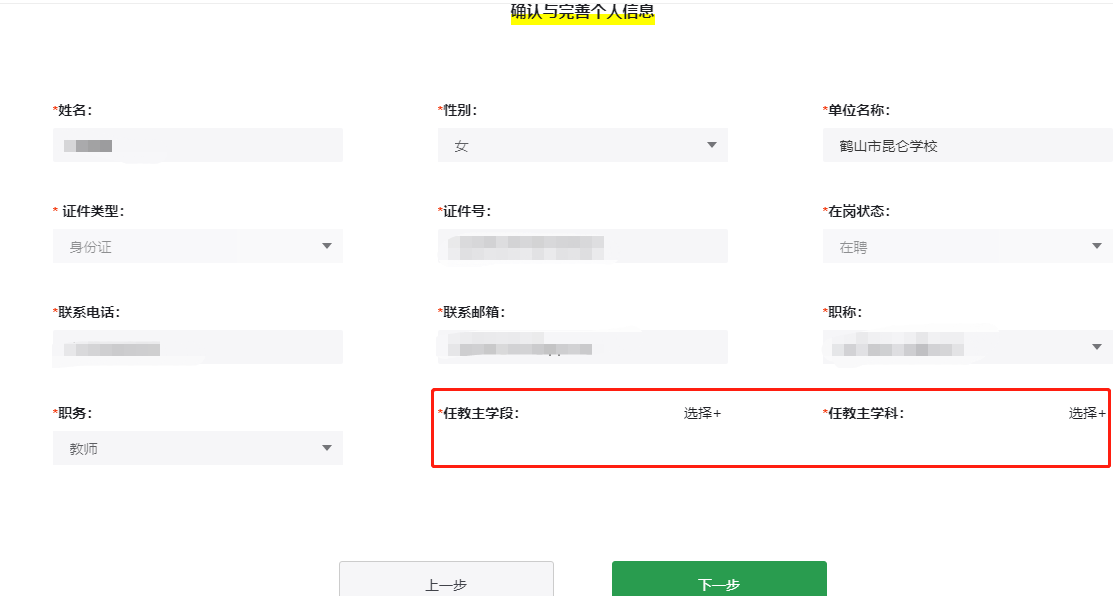 确认与完善个人信息
*姓名：
*性别：
*单位名称：
女
鹤山市昆仑学校
* 证件类型：
*证件号：
*在岗状态：
身份证
在聘
*联系电话：
*联系邮箱：
*职称：
*职务：
*任教主学段：
选择+
*任教主学科：
选择+
教师
上一步
下一步